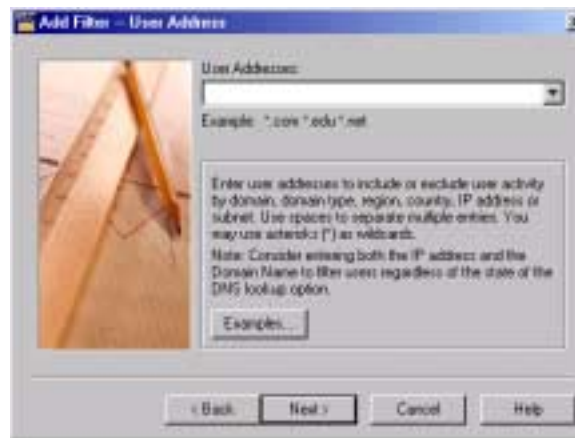 Add Filter -- User Address
User Addresses:
Example: *.com *.edu *.net
Enter user addresses to include or exclude user activity
by domain, domain type, region, country, IP address or
subnet. Use spaces to separate multiple entries. You
may use asterisks (*) as wildcards.
Note: Consider entering both the IP address and the
Domain Name to filter users regardless of the state of the
DNS lookup option.
Examples...
< Back
Next >
Cancel
Help